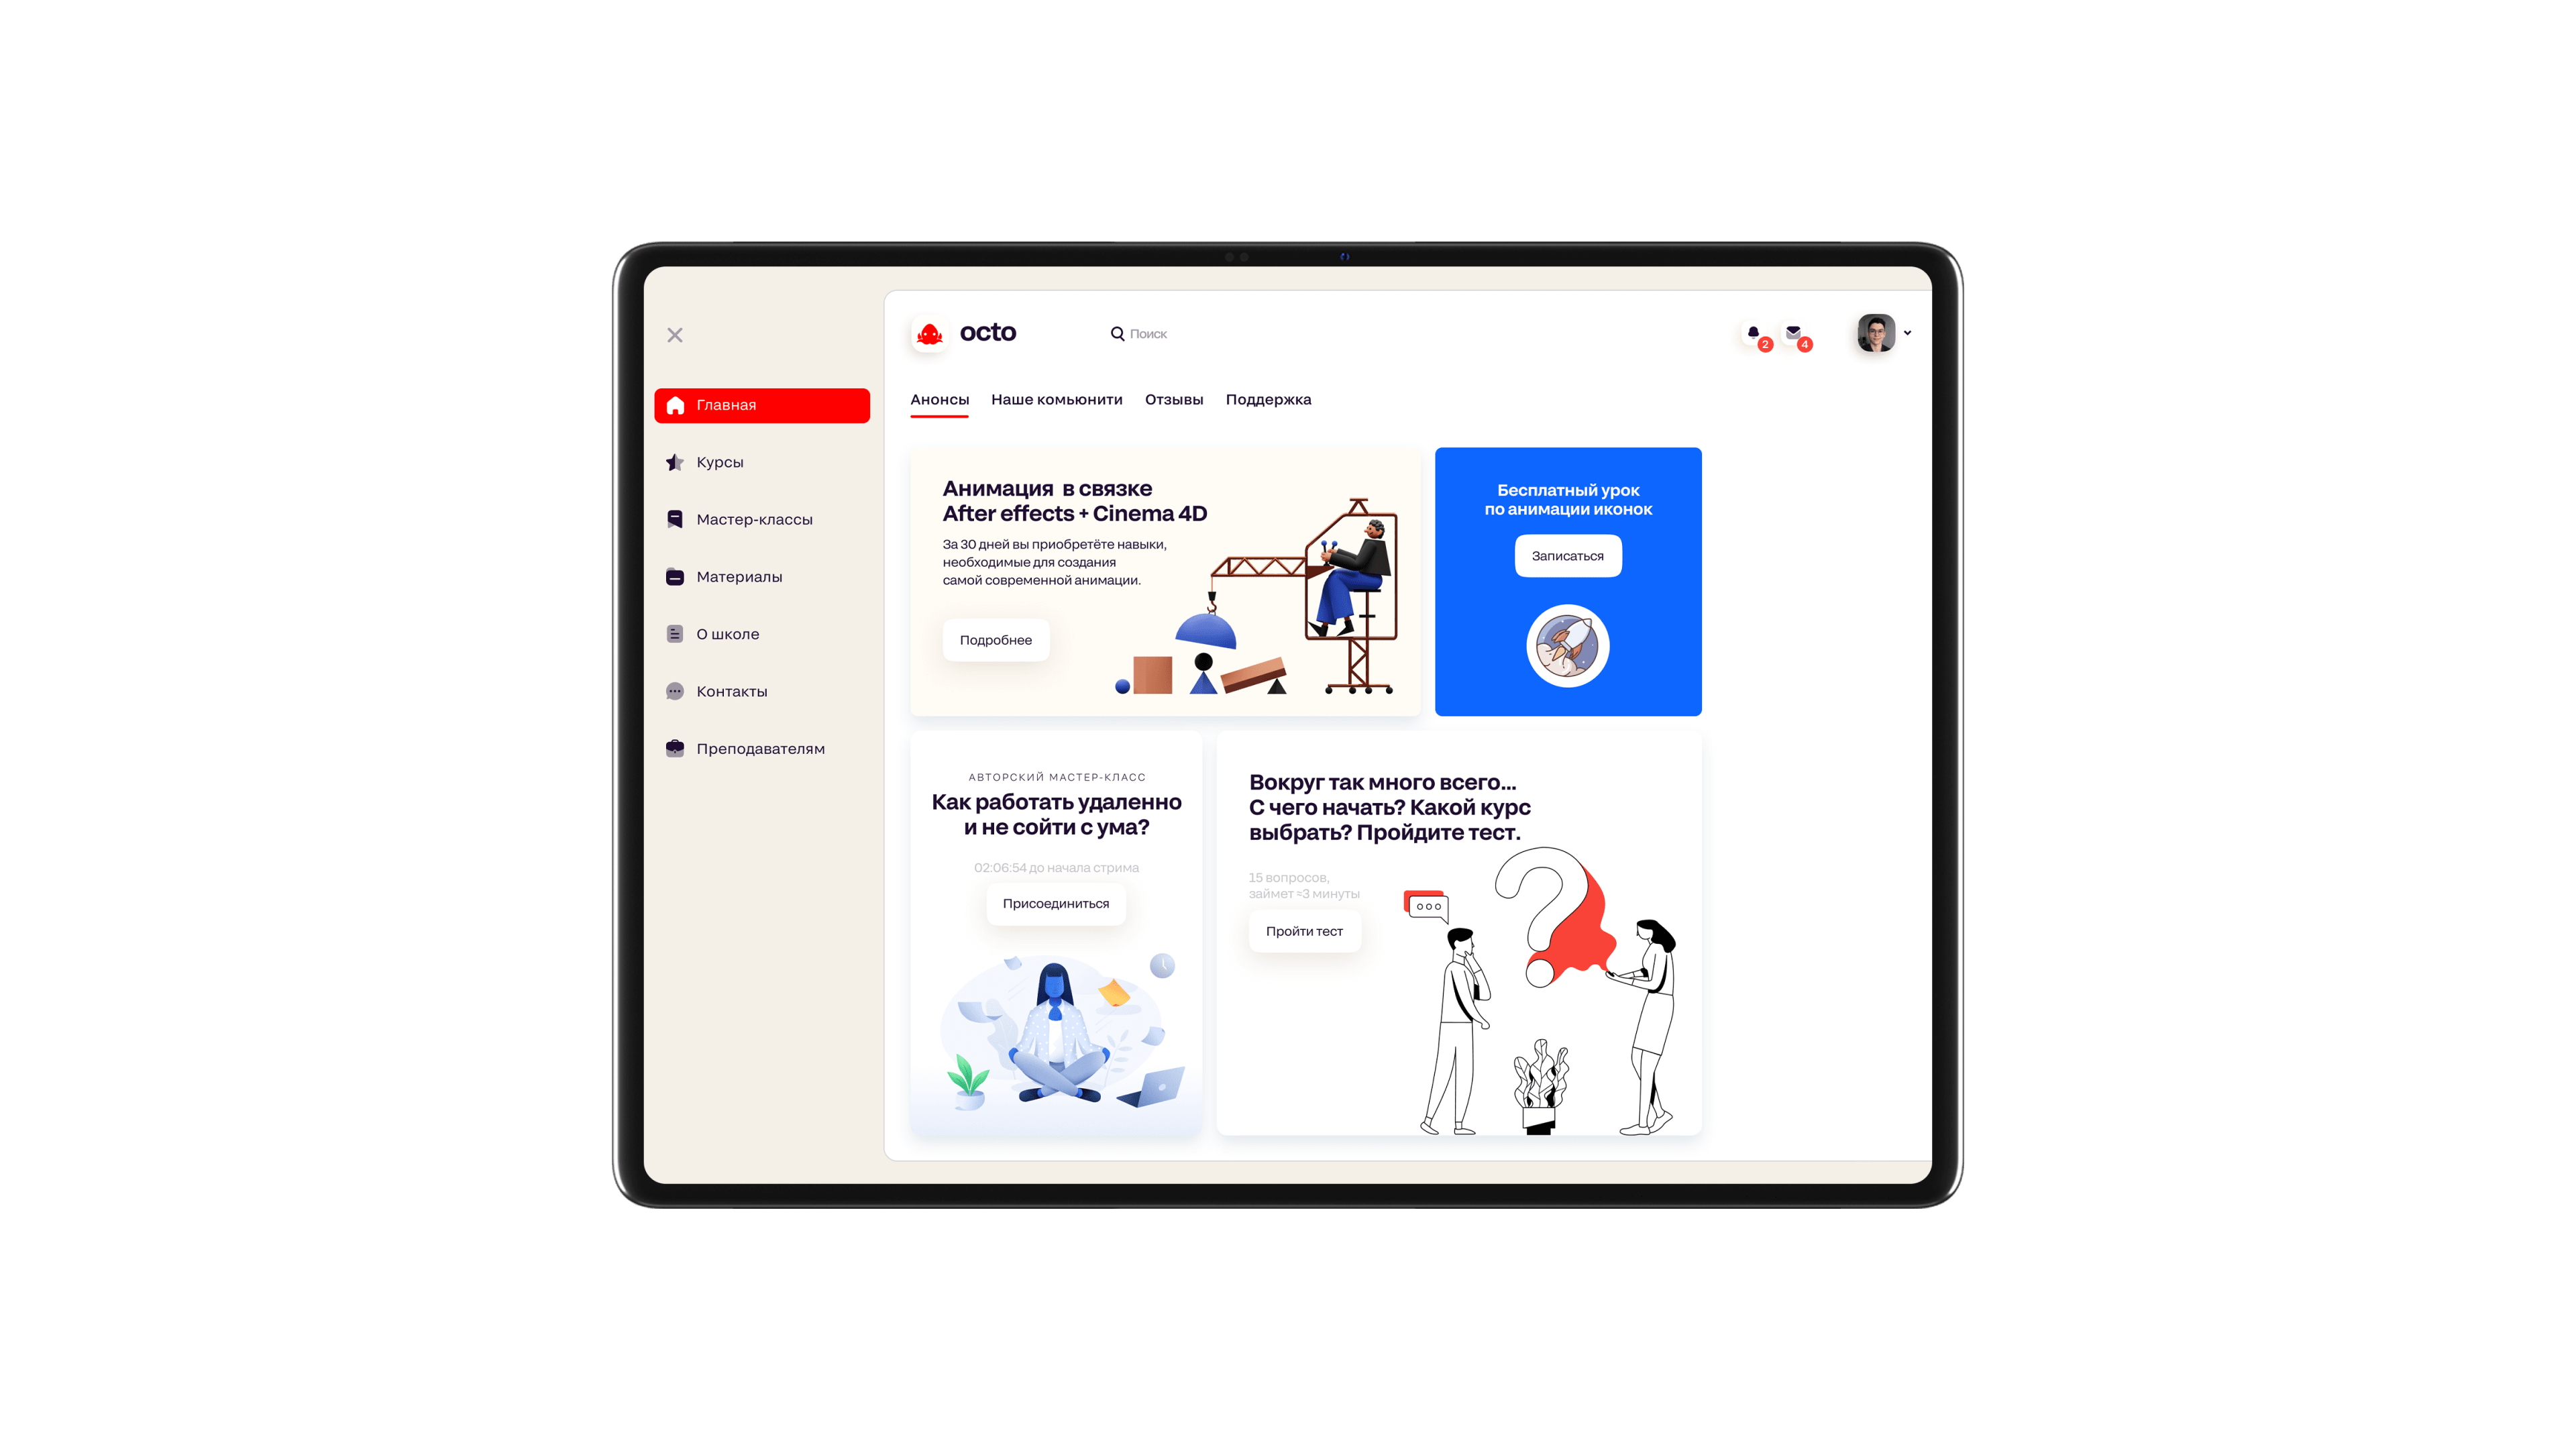 octo
Поиск
2
4
Главная
Курсы
Мастер-классы
Материалы
О школе
Контакты
Преподавателям
Анонсы
Наше комьюнити
Отзывы
Поддержка
Анимация в связке
After effects + Cinema 4D
За 30 дней вы приобретёте навыки,
необходимые для создания
самой современной анимации.
Подробнее
Бесплатный урок
по анимации иконок
Записаться
АВТОРСКИЙ МАСТЕР-КЛАСС
Как работать удаленно
и не сойти с ума?
02:06:54 до начала стрима
Присоединиться
Вокруг так много всего...
С чего начать? Какой курс
выбрать? Пройдите тест.
15 вопросов,
займет ≈3 минуты
Пройти тест